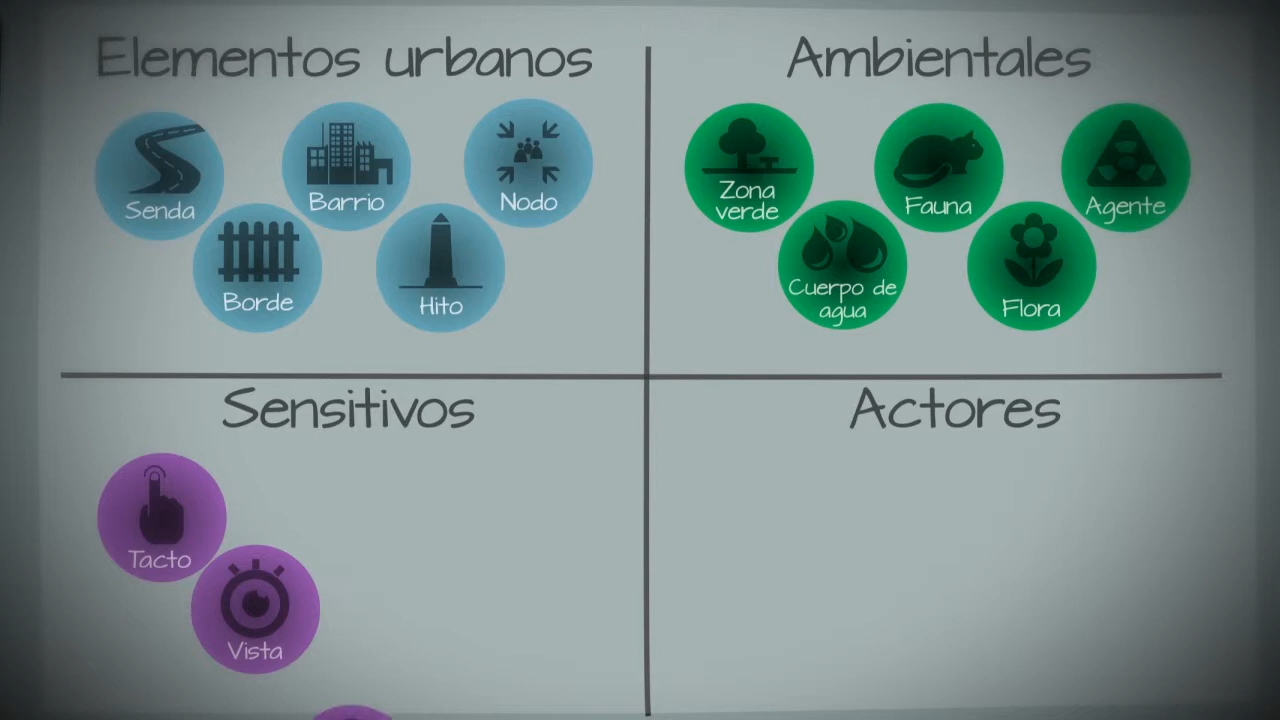 Elementos urbanos
Senda
Barrio
Nodo
Borde
Hito
Ambientales
Zona
verde
Fauna
Agente
Cuerpo de
agua
Flora
Sensitivos
Tacto
Vista
Actores